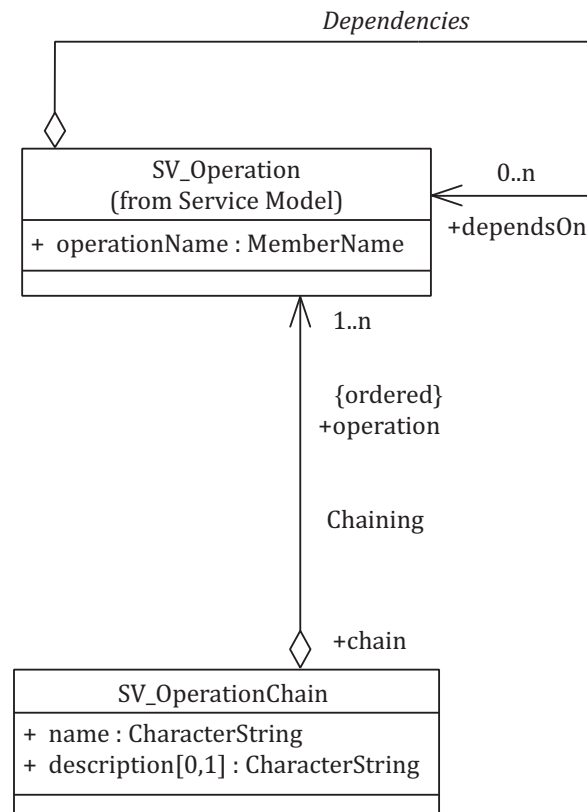 Dependencies
SV_Operation
(from Service Model)
+ operationName : MemberName
0..n
+dependsOn
1..n
{ordered}
+operation
Chaining
+chain
SV_OperationChain
+ name : CharacterString
+ description[0,1] : CharacterString